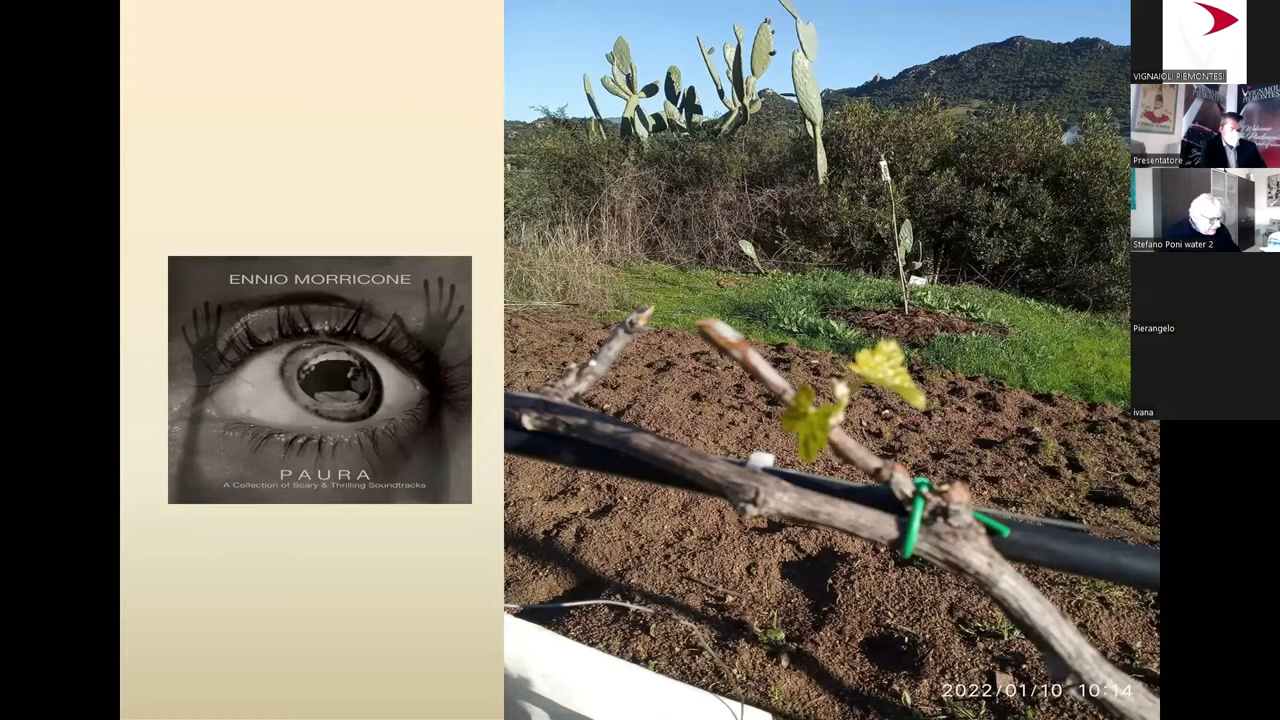 ENNIO MORRICONE
PAURA
A Collection of Scary & Thrilling Soundtracks
2022/01/10 10:14
VIGNAIOLI PIEMONTESI
Presentatore
Stefano Poni water 2
Pierangelo
ivana